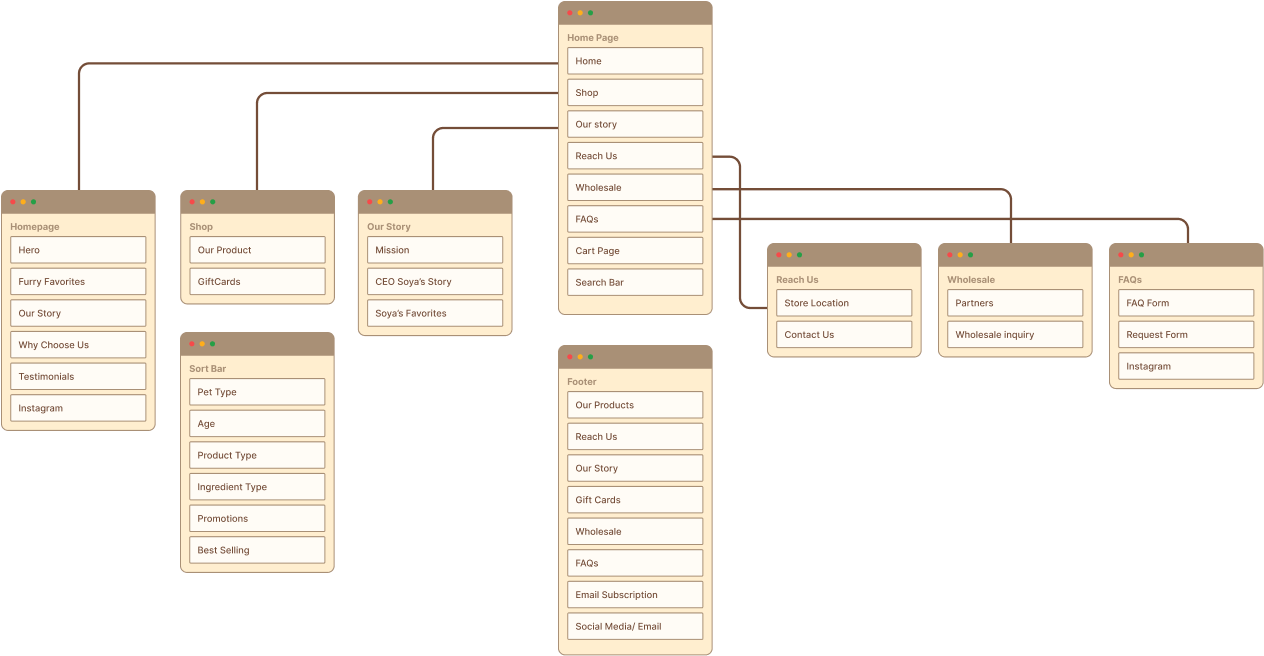 Home Page
Home
Shop
Our story
Reach Us
Wholesale
FAQs
Cart Page
Search Bar
Homepage
Hero
Furry Favorites
Our Story
Why Choose Us
Testimonials
Instagram
Shop
Our Product
GiftCards
Sort Bar
Pet Type
Age
Product Type
Ingredient Type
Promotions
Best Selling
Our Story
Mission
CEO Soya's Story
Soya's Favorites
Footer
Our Products
Reach Us
Our Story
Gift Cards
Wholesale
FAQs
Email Subscription
Social Media/ Email
Reach Us
Store Location
Contact Us
Wholesale
Partners
Wholesale inquiry
FAQs
FAQ Form
Request Form
Instagram